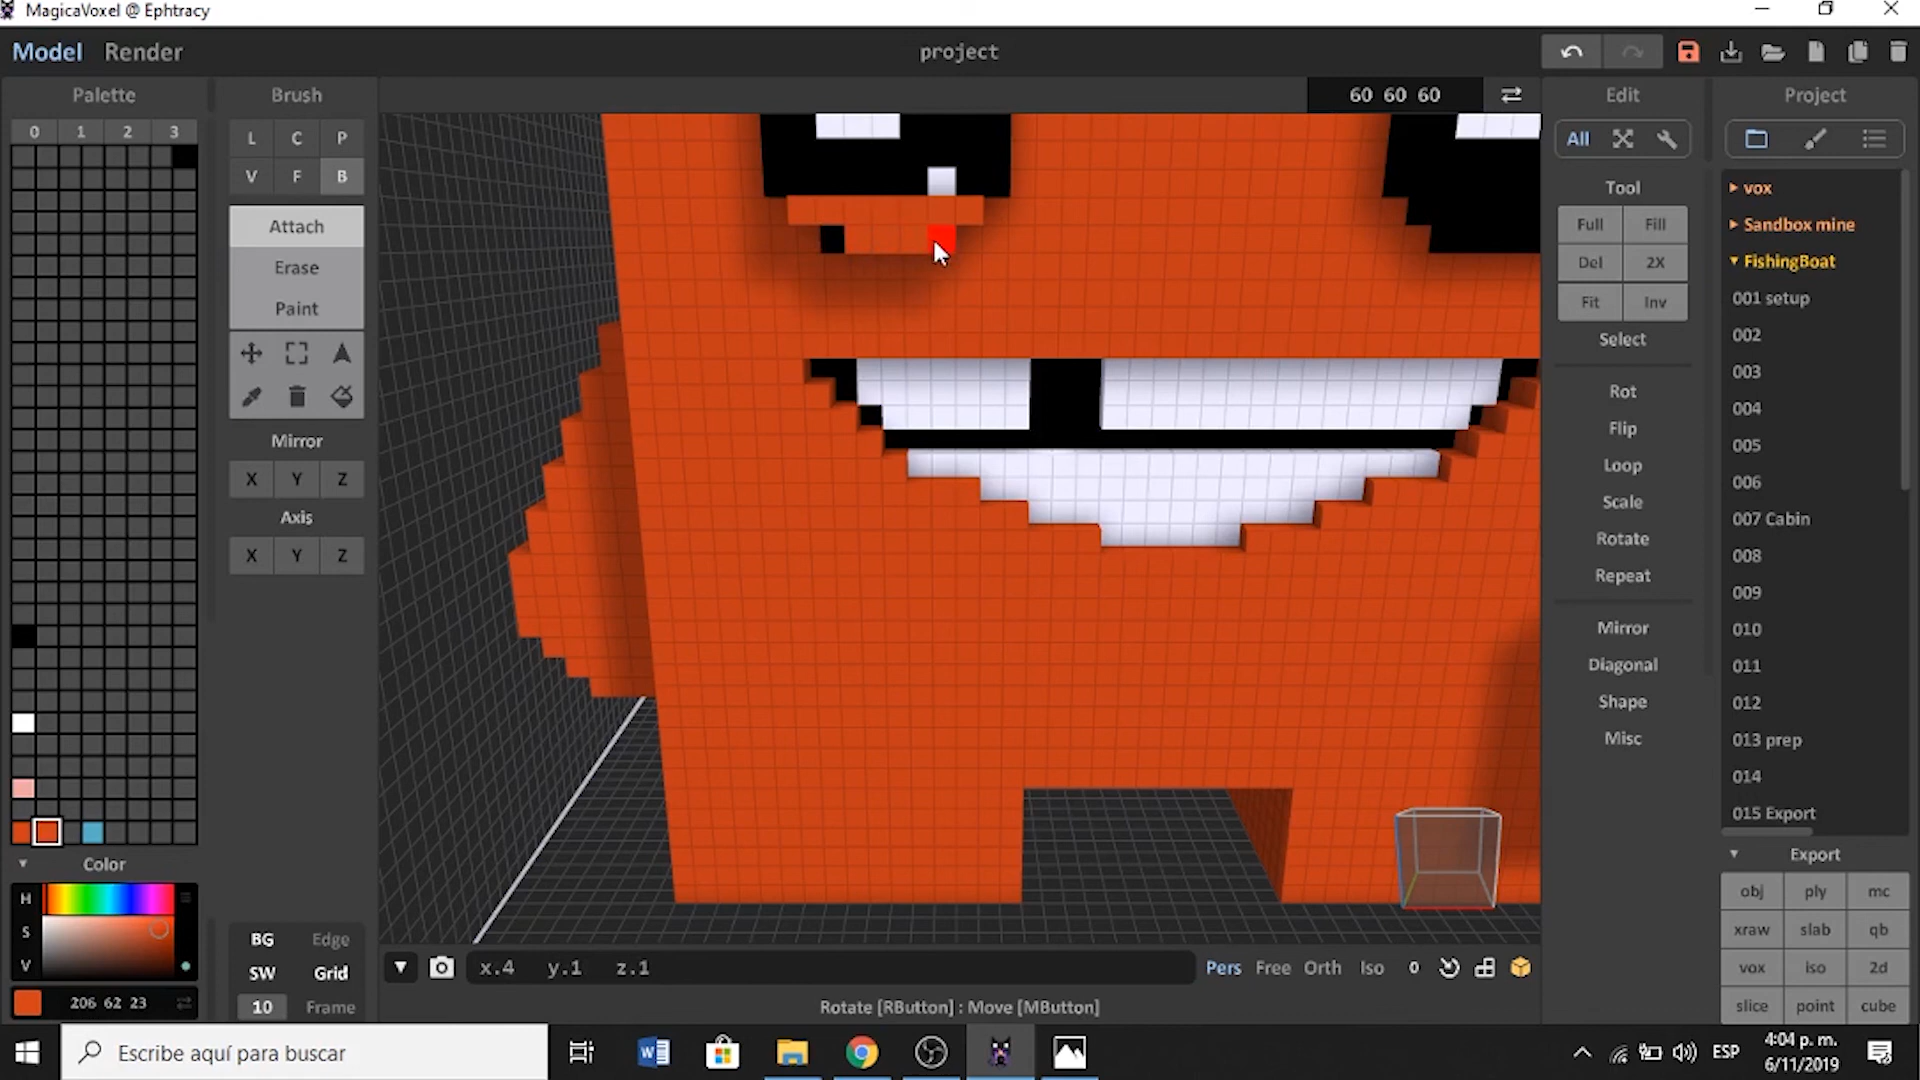 MagicaVoxel @ Ephtracy
Model Render
project
Palette
0 1 2 3
Color
H
S
V
206 62 23
Brush
L C P
V F B
Attach
Erase
Paint
Mirror
X Y Z
Axis
X Y Z
BG Edge
SW Grid
10 Frame
60 60 60
x.4 y.1 z.1
Pers Free Orth Iso 0
Rotate [RButton] : Move [MButton]
Edit
All
Tool
Full Fill
Del 2X
Fit Inv
Select
Rot
Flip
Loop
Scale
Rotate
Repeat
Mirror
Diagonal
Shape
Misc
Project
vox
Sandbox mine
FishingBoat
001 setup
002
003
004
005
006
007 Cabin
008
009
010
011
012
013 prep
014
015 Export
Export
obj ply mc
xraw slab qb
vox iso 2d
slice point cube
Escribe aquí para buscar
ESP
4:04 p. m.
6/11/2019